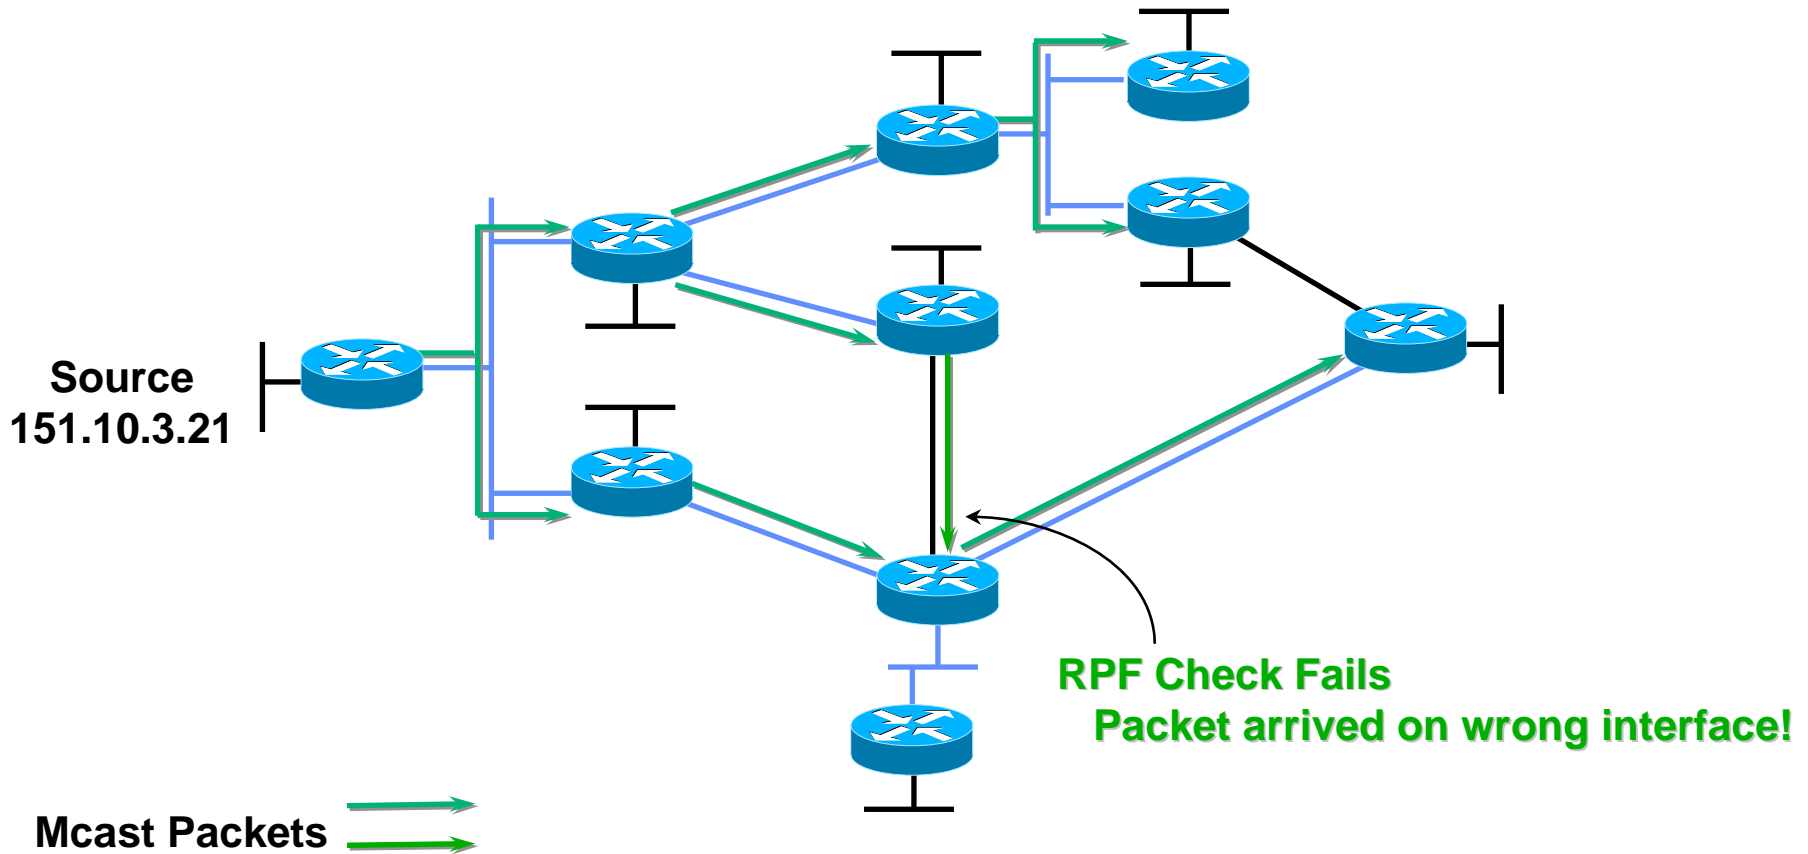 Source
151.10.3.21
RPF Check Fails
Packet arrived on wrong interface!
Mcast Packets